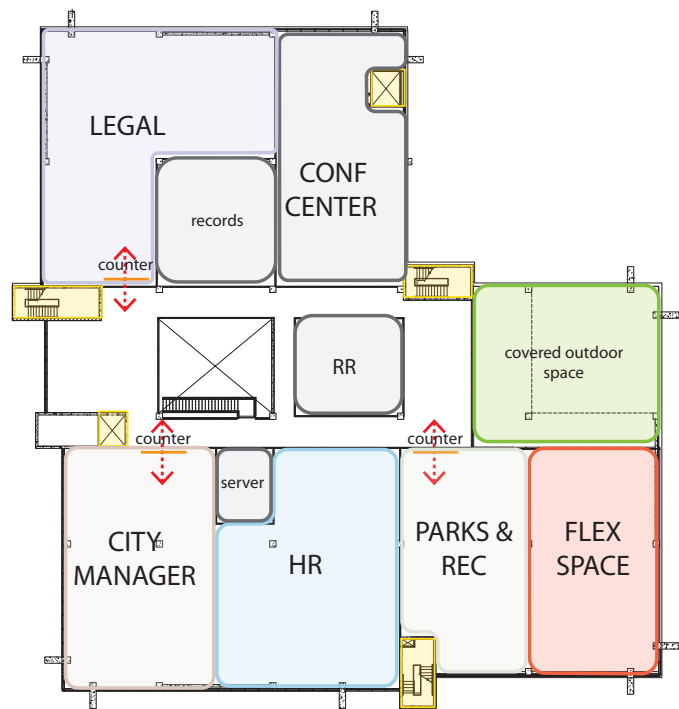 LEGAL
CONF
CENTER
records
counter
RR
covered outdoor
space
counter
counter
server
CITY
MANAGER
HR
PARKS &
REC
FLEX
SPACE